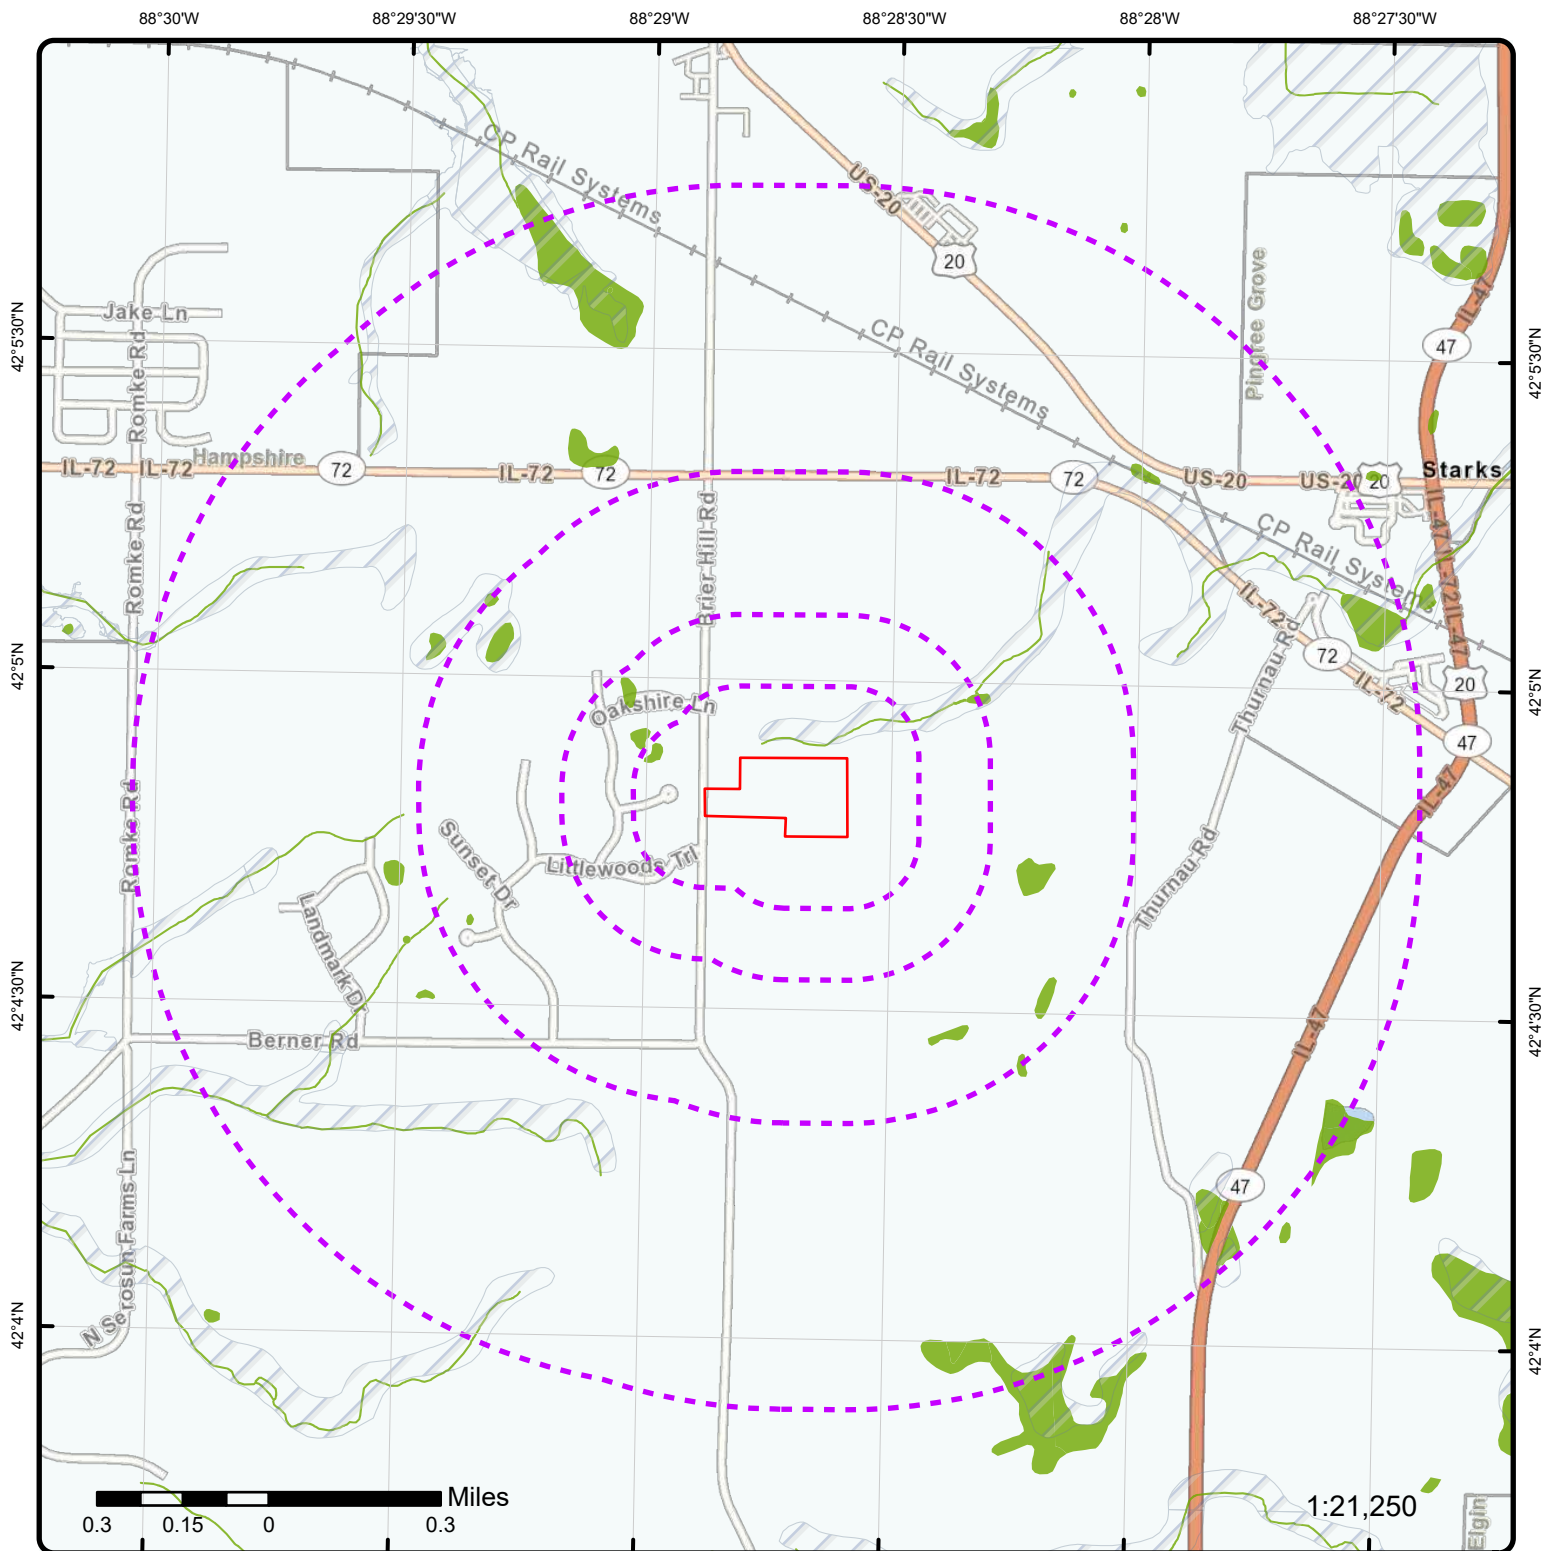 88°30'W
88°29'30"W
88°29'W
88°28'30"W
88°28'W
88°27'30"W
CP Rail Systems
US-20
20
Pingree Grove
IL-47
42°5'30"N
Jake Ln
Romke Rd
CP Rail Systems
47
42°5'30"N
IL-72
IL-72
Hampshire
72
IL-72
72
IL-72
72
US-20
US-20
20
Starks
Romke Rd
Brier Hill Rd
CP Rail Systems
IL-47
IL-72
IL-72
IL-47
42°5'N
Oakshire Ln
Thurnau Rd
72
IL-72
20
42°5'N
47
Romke Rd
Sunset Dr
Littlewoods Trl
Thurnau Rd
IL-47
Landmark Dr
42°4'30"N
Berner Rd
IL-47
42°4'30"N
N Serosun Farms Ln
47
42°4'N
42°4'N
Miles
0.3
0.15
0
0.3
1:21,250
Elgin